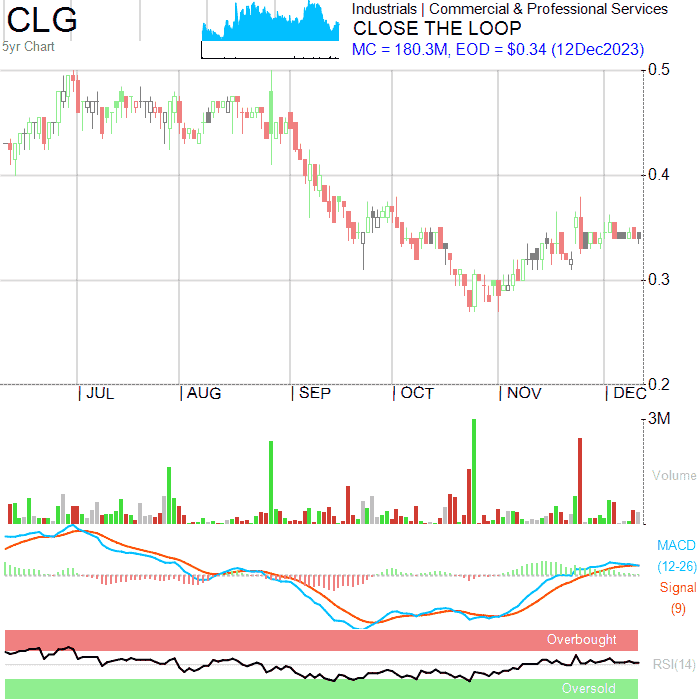 CLG
5yr Chart
Industrials | Commercial & Professional Services
CLOSE THE LOOP
MC = 180.3M, EOD = $0.34 (12Dec2023)
0.5
0.4
0.3
0.2
| JUL | AUG | SEP | OCT | NOV | DEC
3M
Volume
MACD
(12-26)
Signal
(9)
Overbought
RSI(14)
Oversold